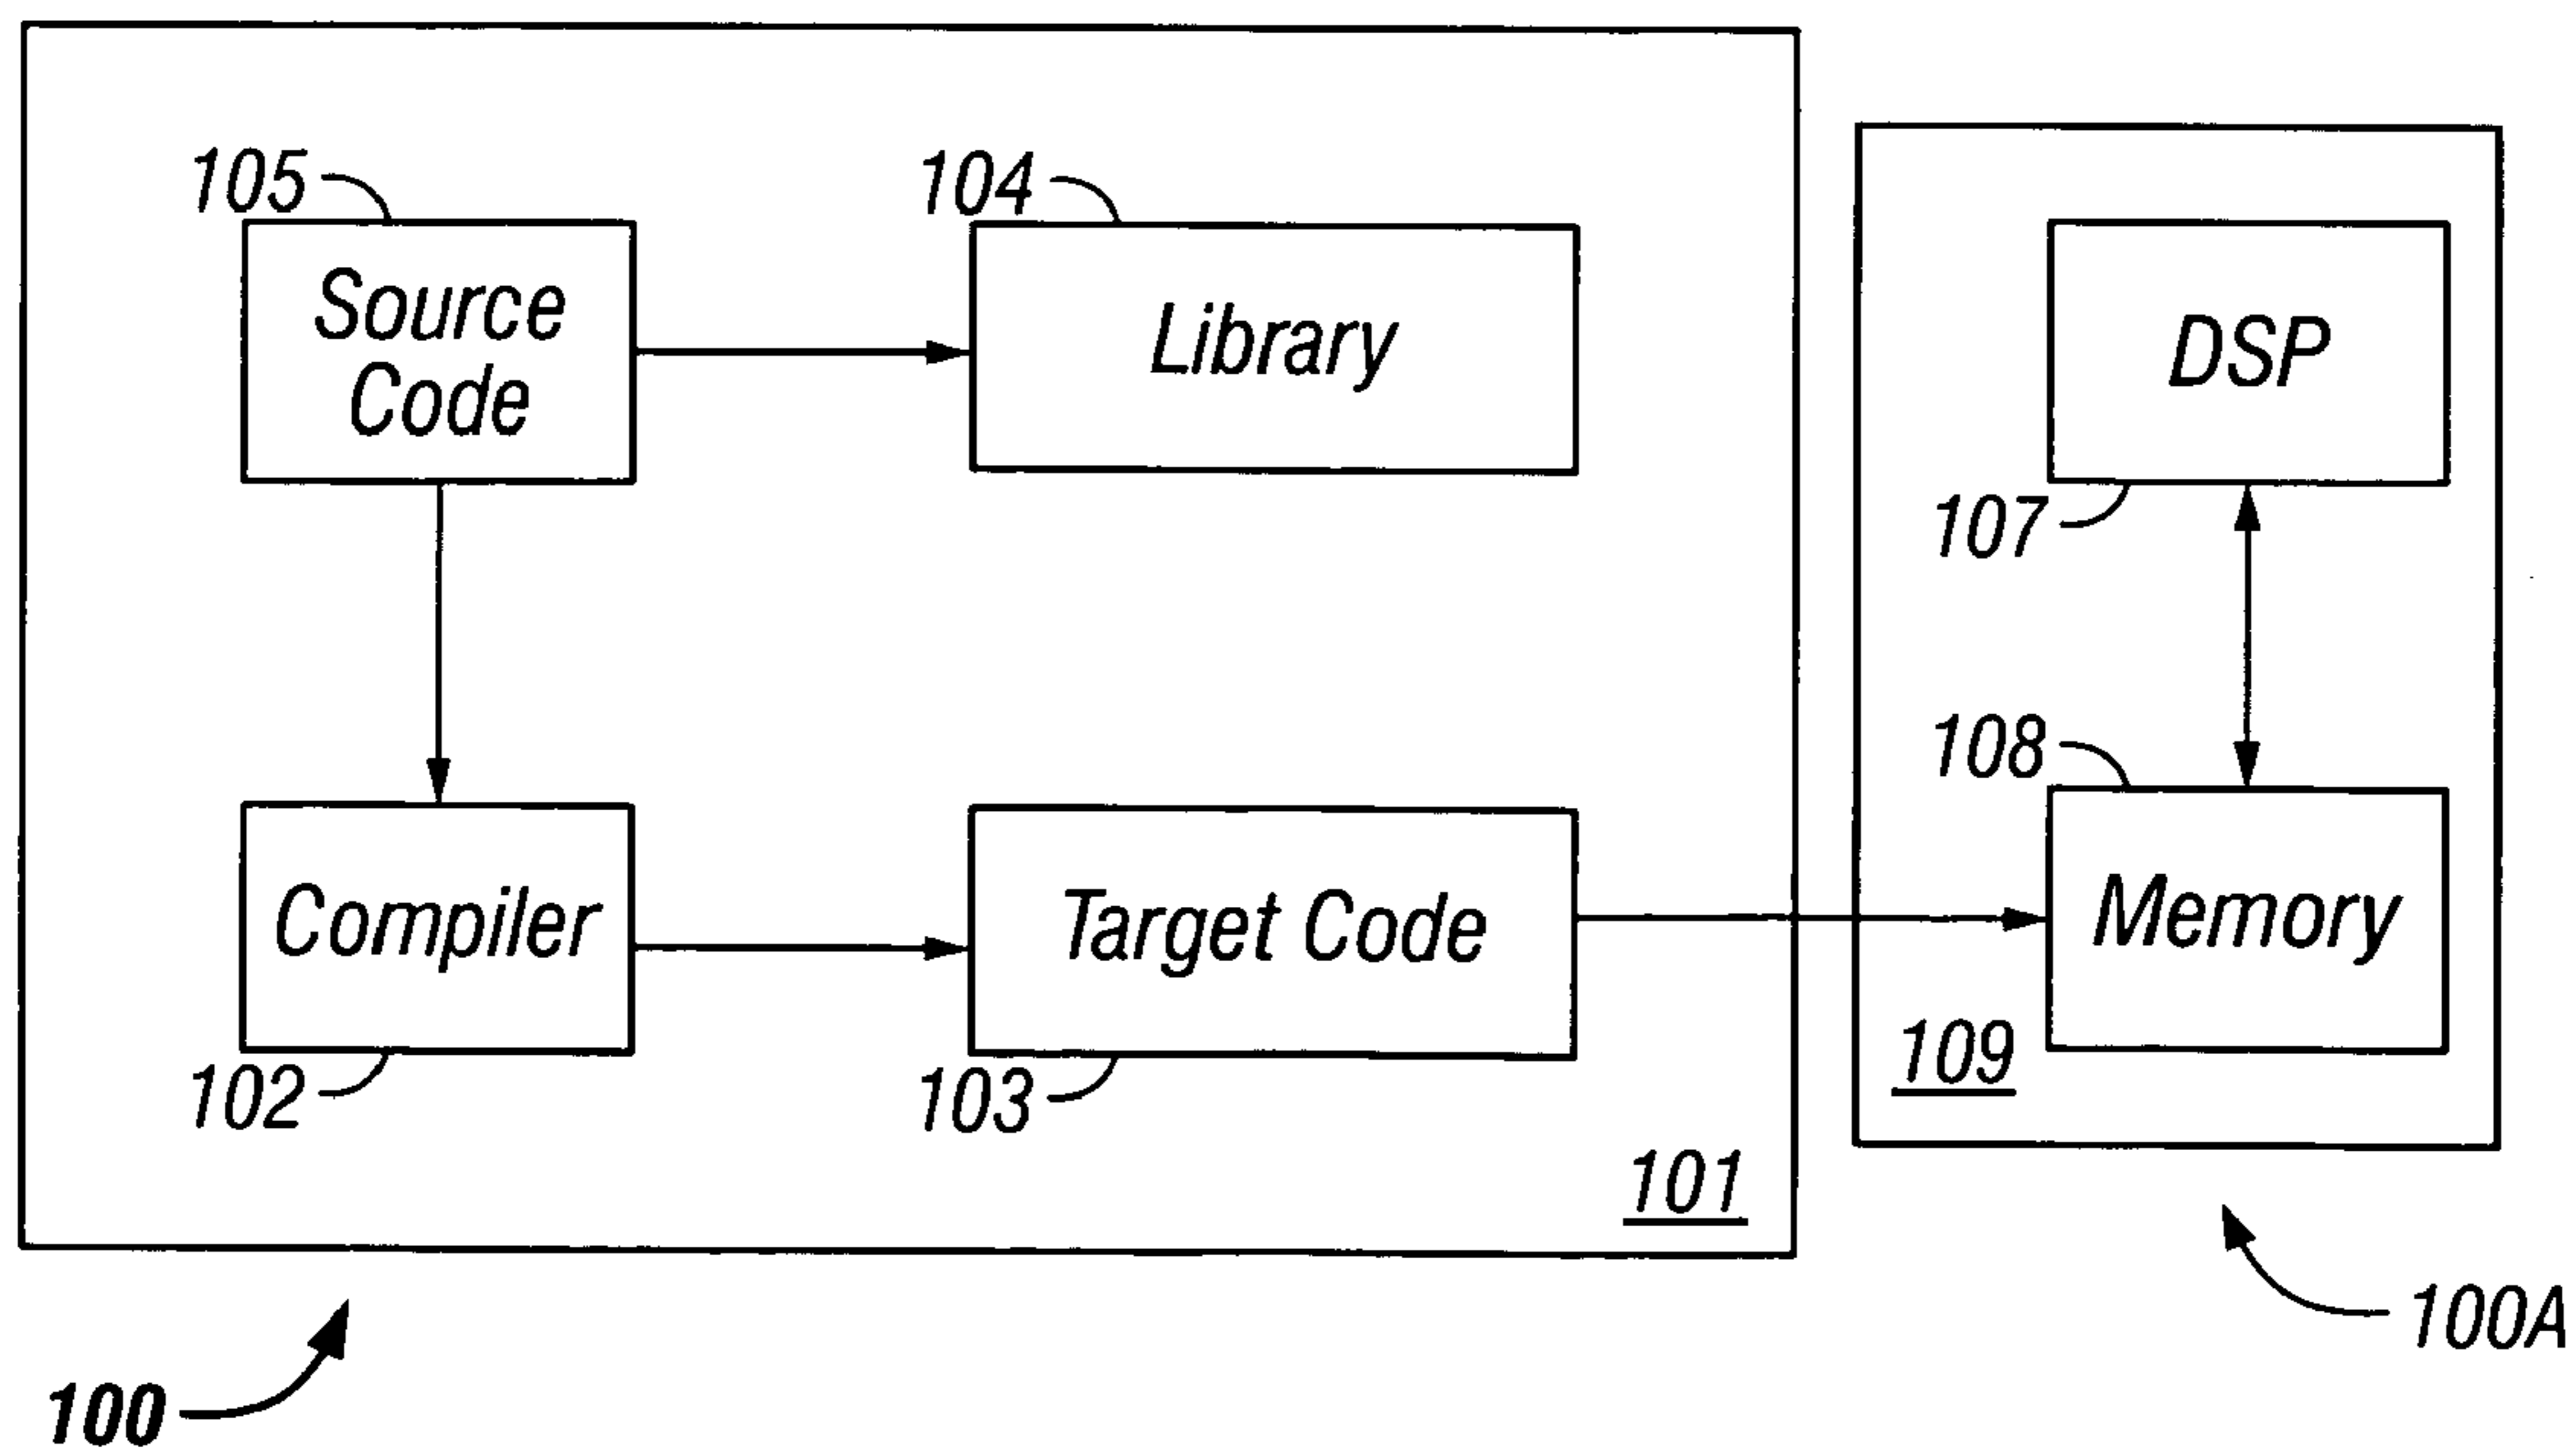 105
Source
Code
104
Library
DSP
107
108
Compiler
102
Target Code
103
Memory
109
101
100
100A